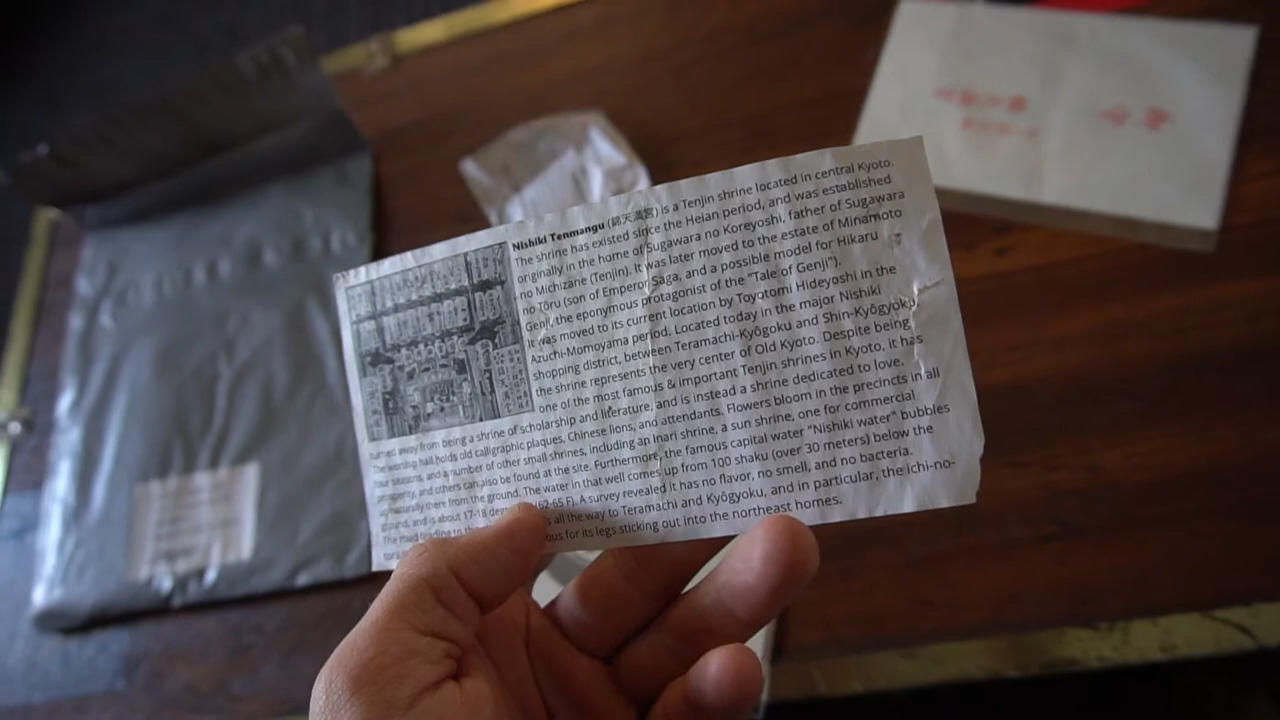 Nishiki Tenmangu (錦天満宮) is a Tenjin shrine located in central Kyoto.
The shrine has existed since the Heian period, and was established
originally in the home of Sugawara no Koreyoshi, father of Sugawara
no Michizane (Tenjin). It was later moved to the estate of Minamoto
no Tōru (son of Emperor Saga, and a possible model for Hikaru
Genji, the eponymous protagonist of the "Tale of Genji").
It was moved to its current location by Toyotomi Hideyoshi in the
Azuchi-Momoyama period. Located today in the major Nishiki
shopping district, between Teramachi-Kyōgoku and Shin-Kyōgyoku,
the shrine represents the very center of Old Kyoto. Despite being
one of the most famous & important Tenjin shrines in Kyoto, it has
turned away from being a shrine of scholarship and literature, and is instead a shrine dedicated to love.
The worship hall holds old calligraphic plaques, Chinese lions, and attendants. Flowers bloom in the precincts in all
four seasons, and a number of other small shrines, including an Inari shrine, a sun shrine, one for commercial
prosperity, and others can also be found at the site. Furthermore, the famous capital water "Nishiki water" bubbles
up naturally there from the ground. The water in that well comes up from 100 shaku (over 30 meters) below the
ground, and is about 17-18 (62-65 F). A survey revealed it has no flavor, no smell, and no bacteria.
The road leading to all the way to Teramachi and Kyōgyoku, and in particular, the ichi-no-
for its legs sticking out into the northeast homes.